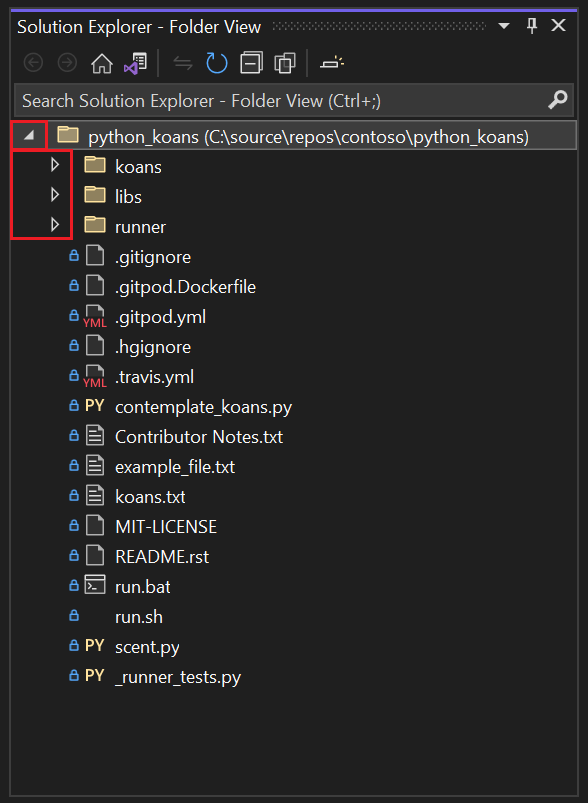 Solution Explorer - Folder View
Search Solution Explorer - Folder View (Ctrl+;)
python_koans (C:\source\repos\contoso\python_koans)
koans
libs
runner
.gitignore
.gitpod.Dockerfile
YML .gitpod.yml
.hgignore
YML .travis.yml
PY contemplate_koans.py
Contributor Notes.txt
example_file.txt
koans.txt
MIT-LICENSE
README.rst
run.bat
run.sh
PY scent.py
PY _runner_tests.py